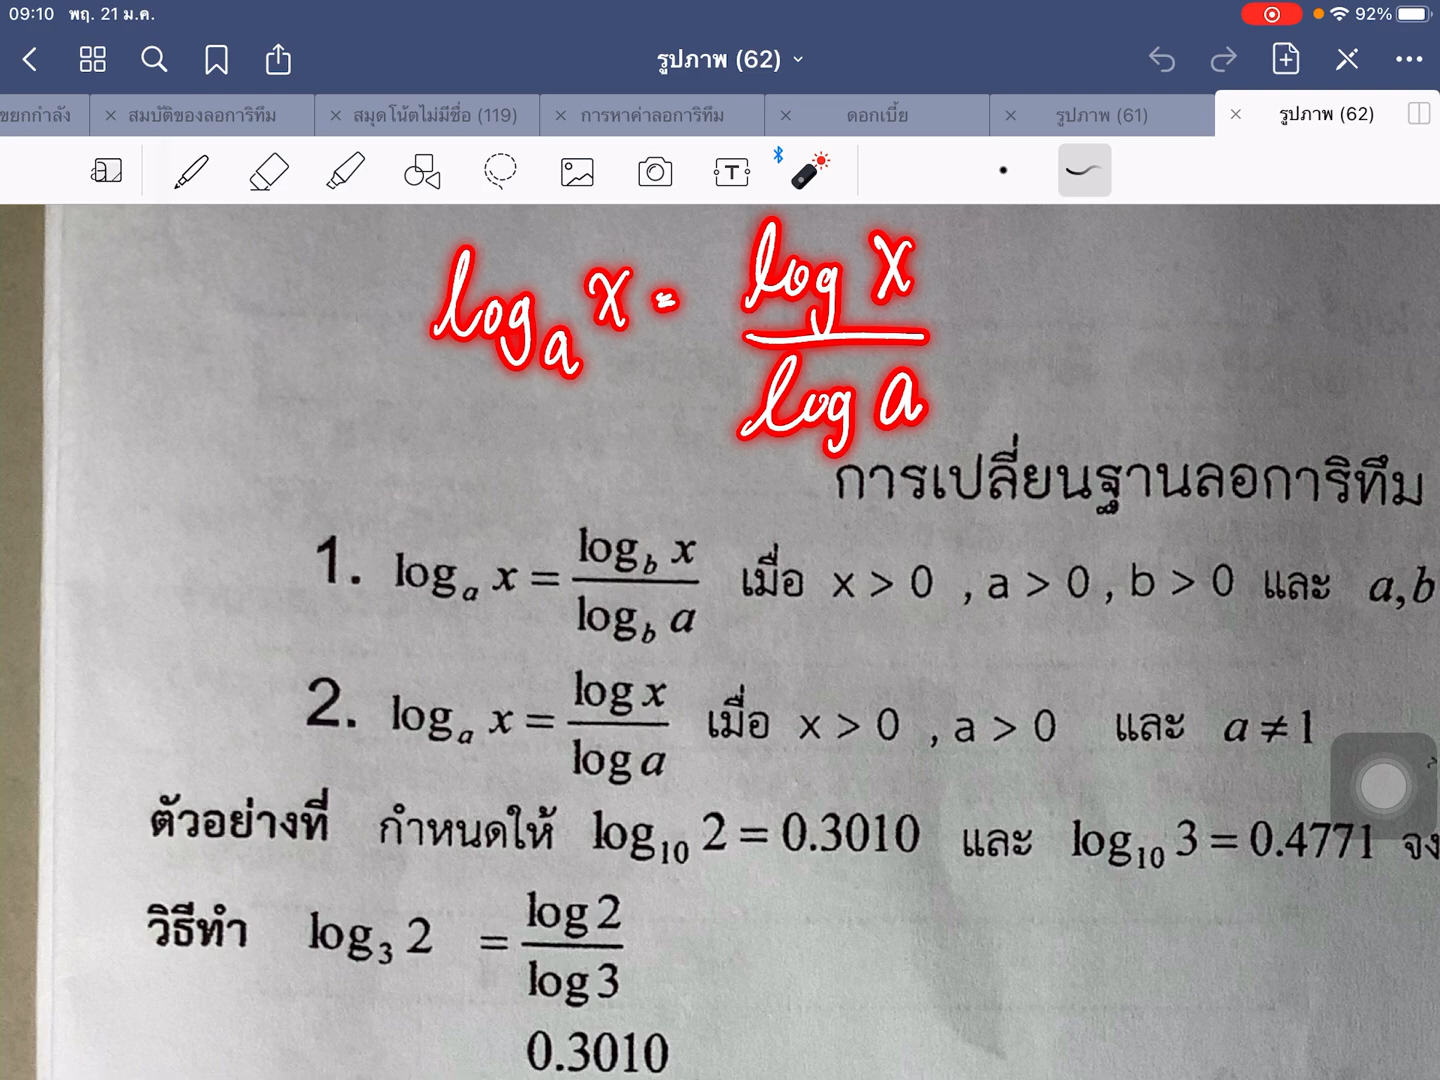 09:10 พฤ. 21 ม.ค. 92%
รูปภาพ (62)
ขยกกำลัง × สมบัติของลอการิทึม × สมุดโน้ตไม่มีชื่อ (119) × การหาค่าลอการิทึม × ดอกเบี้ย × รูปภาพ (61) × รูปภาพ (62)
log_a x = log x / log a
การเปลี่ยนฐานลอการิทึม
1. log_a x = log_b x / log_b a เมื่อ x > 0 , a > 0 , b > 0 และ a,b
2. log_a x = log x / log a เมื่อ x > 0 , a > 0 และ a ≠ 1
ตัวอย่างที่ กำหนดให้ log₁₀ 2 = 0.3010 และ log₁₀ 3 = 0.4771 จง
วิธีทำ log₃ 2 = log 2 / log 3
0.3010